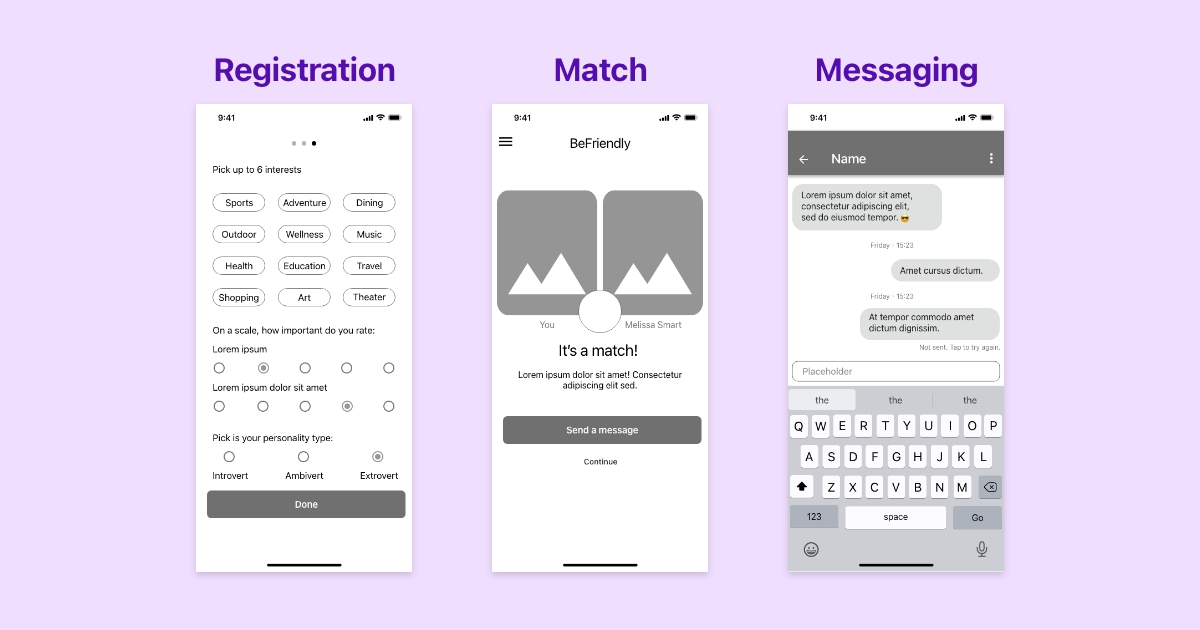 Registration
Match
Messaging
9:41
Pick up to 6 interests
Sports
Adventure
Dining
Outdoor
Wellness
Music
Health
Education
Travel
Shopping
Art
Theater
On a scale, how important do you rate:
Lorem ipsum
Lorem ipsum dolor sit amet
Pick is your personality type:
Introvert
Ambivert
Extrovert
Done
9:41
BeFriendly
You
Melissa Smart
It's a match!
Lorem ipsum dolor sit amet! Consectetur
adipiscing elit sed.
Send a message
Continue
9:41
Name
Lorem ipsum dolor sit amet,
consectetur adipiscing elit,
sed do eiusmod tempor. 😎
Friday · 15:23
Amet cursus dictum.
Friday · 15:23
At tempor commodo amet
dictum dignissim.
Not sent. Tap to try again.
Placeholder
the the the
Q W E R T Y U I O P
A S D F G H J K L
Z X C V B N M
123 space Go